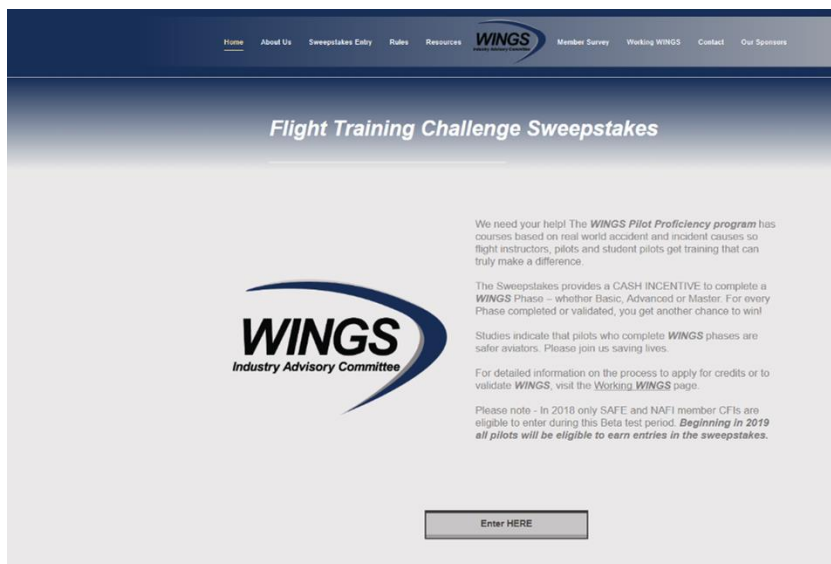 Home About Us Sweepstakes Entry Rules Resources WINGS Member Survey Working WINGS Contact Our Sponsors
Industry Advisory Committee
Flight Training Challenge Sweepstakes
We need your help! The WINGS Pilot Proficiency program has
courses based on real world accident and incident causes so
flight instructors, pilots and student pilots get training that can
truly make a difference.
The Sweepstakes provides a CASH INCENTIVE to complete a
WINGS Phase – whether Basic, Advanced or Master. For every
Phase completed or validated, you get another chance to win!
Studies indicate that pilots who complete WINGS phases are
safer aviators. Please join us saving lives.
For detailed information on the process to apply for credits or to
validate WINGS, visit the Working WINGS page.
Please note - In 2018 only SAFE and NAFI member CFIs are
eligible to enter during this Beta test period. Beginning in 2019
all pilots will be eligible to earn entries in the sweepstakes.
WINGS
Industry Advisory Committee
Enter HERE